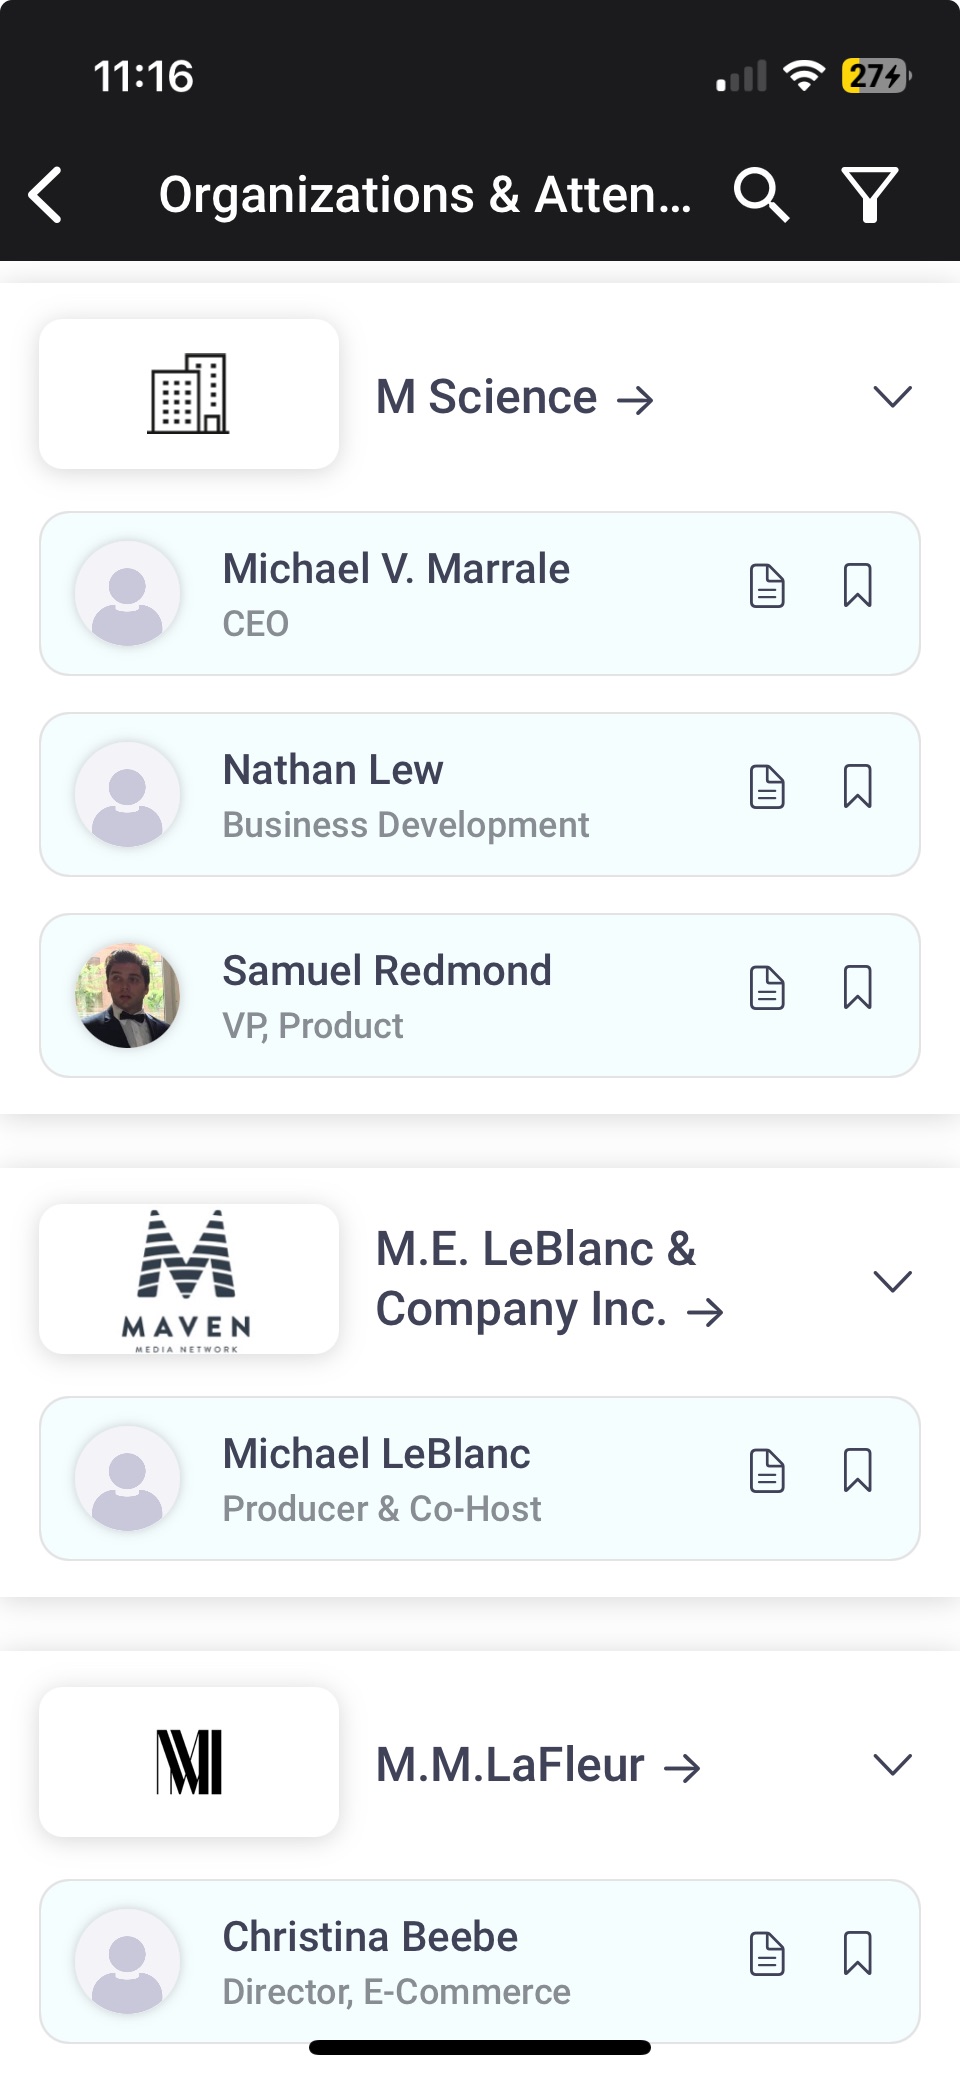 11:16
27
Organizations & Atten...
M Science →
Michael V. Marrale
CEO
Nathan Lew
Business Development
Samuel Redmond
VP, Product
MAVEN
MEDIA NETWORK
M.E. LeBlanc &
Company Inc. →
Michael LeBlanc
Producer & Co-Host
M.M.LaFleur →
Christina Beebe
Director, E-Commerce